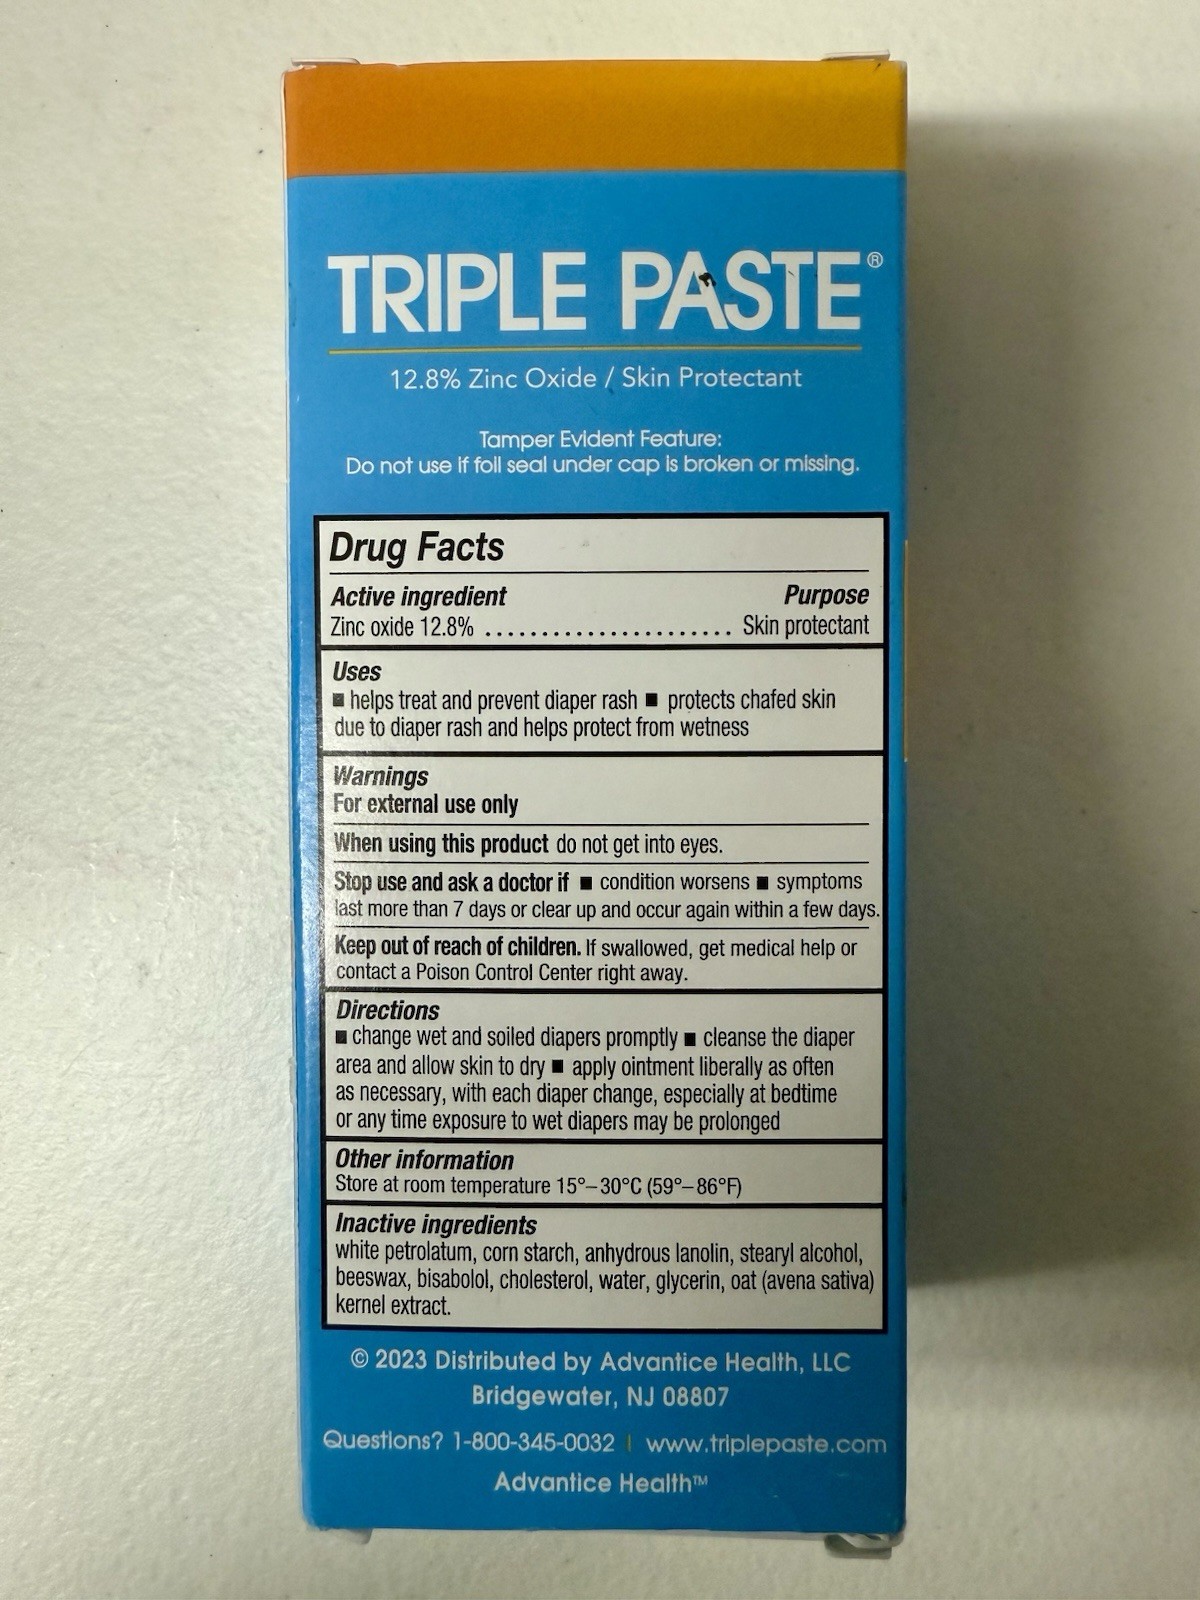 TRIPLE PASTE®
12.8% Zinc Oxide / Skin Protectant
Tamper Evident Feature:
Do not use if foil seal under cap is broken or missing.
Drug Facts
Active ingredient Purpose
Zinc oxide 12.8% ...................... Skin protectant
Uses
■ helps treat and prevent diaper rash ■ protects chafed skin
due to diaper rash and helps protect from wetness
Warnings
For external use only
When using this product do not get into eyes.
Stop use and ask a doctor if ■ condition worsens ■ symptoms
last more than 7 days or clear up and occur again within a few days.
Keep out of reach of children. If swallowed, get medical help or
contact a Poison Control Center right away.
Directions
■ change wet and soiled diapers promptly ■ cleanse the diaper
area and allow skin to dry ■ apply ointment liberally as often
as necessary, with each diaper change, especially at bedtime
or any time exposure to wet diapers may be prolonged
Other information
Store at room temperature 15°–30°C (59°–86°F)
Inactive ingredients
white petrolatum, corn starch, anhydrous lanolin, stearyl alcohol,
beeswax, bisabolol, cholesterol, water, glycerin, oat (avena sativa)
kernel extract.
© 2023 Distributed by Advantice Health, LLC
Bridgewater, NJ 08807
Questions? 1-800-345-0032 | www.triplepaste.com
Advantice Health™